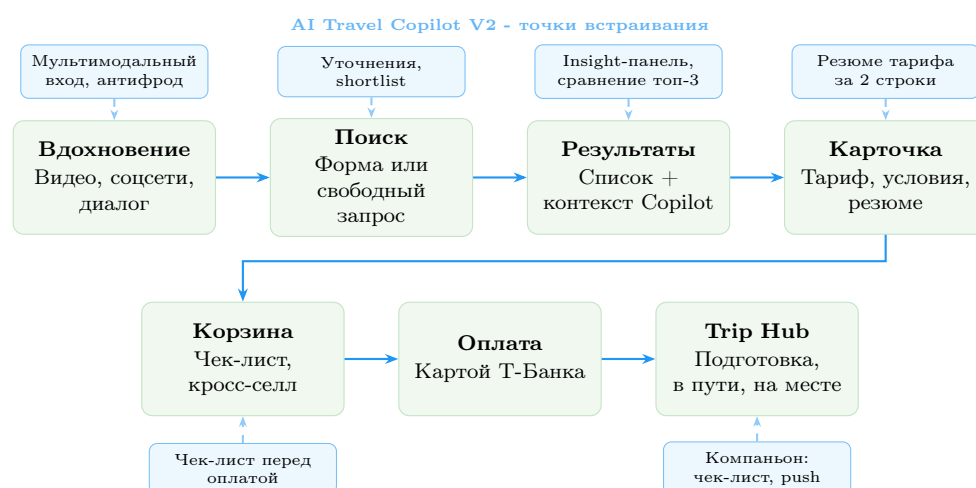 AI Travel Copilot V2 - точки встраивания
Мультимодальный
вход, антифрод
Уточнения,
shortlist
Insight-панель,
сравнение топ-3
Резюме тарифа
за 2 строки
Вдохновение
Видео, соцсети,
диалог
Поиск
Форма или
свободный
запрос
Результаты
Список +
контекст Copilot
Карточка
Тариф, условия,
резюме
Корзина
Чек-лист,
кросс-селл
Оплата
Картой Т-Банка
Trip Hub
Подготовка,
в пути, на месте
Чек-лист перед
оплатой
Компаньон:
чек-лист, push